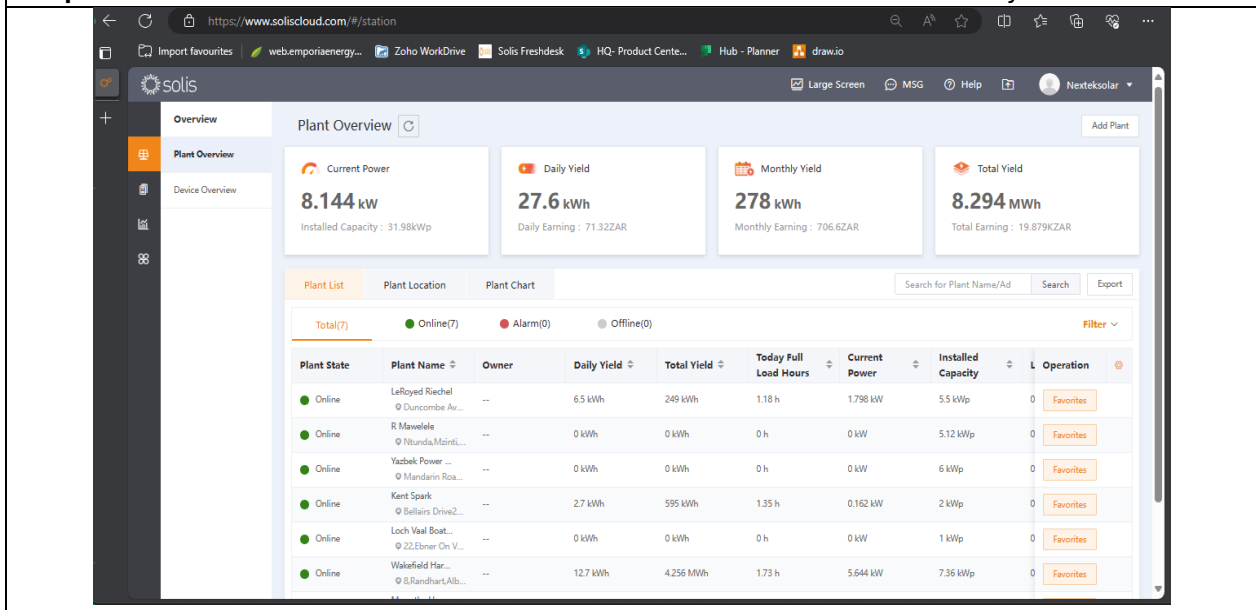 https://www.soliscloud.com/#/station
Import favourites
web.emporiaenergy...
Zoho WorkDrive
Solis Freshdesk
HQ- Product Cente...
Hub - Planner
draw.io
solis
Large Screen
MSG
Help
Nexteksolar
Overview
Plant Overview
Device Overview
Plant Overview
Add Plant
Current Power
8.144 kW
Installed Capacity : 31.98kWp
Daily Yield
27.6 kWh
Daily Earning : 71.32ZAR
Monthly Yield
278 kWh
Monthly Earning : 706.6ZAR
Total Yield
8.294 MWh
Total Earning : 19.879KZAR
Plant List Plant Location Plant Chart
Search for Plant Name/Ad Search Export
Total(7) Online(7) Alarm(0) Offline(0) Filter
Plant State Plant Name Owner Daily Yield Total Yield Today Full Load Hours Current Power Installed Capacity L Operation
Online LeRoyed Riechel -- 6.5 kWh 249 kWh 1.18 h 1.798 kW 5.5 kWp 0 Favorites
Duncombe Av...
Online R Mawelele -- 0 kWh 0 kWh 0 h 0 kW 5.12 kWp 0 Favorites
Ntunda,Mzinti,...
Online Yazbek Power ... -- 0 kWh 0 kWh 0 h 0 kW 6 kWp 0 Favorites
Mandarin Roa...
Online Kent Spark -- 2.7 kWh 595 kWh 1.35 h 0.162 kW 2 kWp 0 Favorites
Bellairs Drive2...
Online Loch Vaal Boat... -- 0 kWh 0 kWh 0 h 0 kW 1 kWp 0 Favorites
22,Ebner On V...
Online Wakefield Har... -- 12.7 kWh 4.256 MWh 1.73 h 5.644 kW 7.36 kWp 0 Favorites
8,Randhart,Alb...